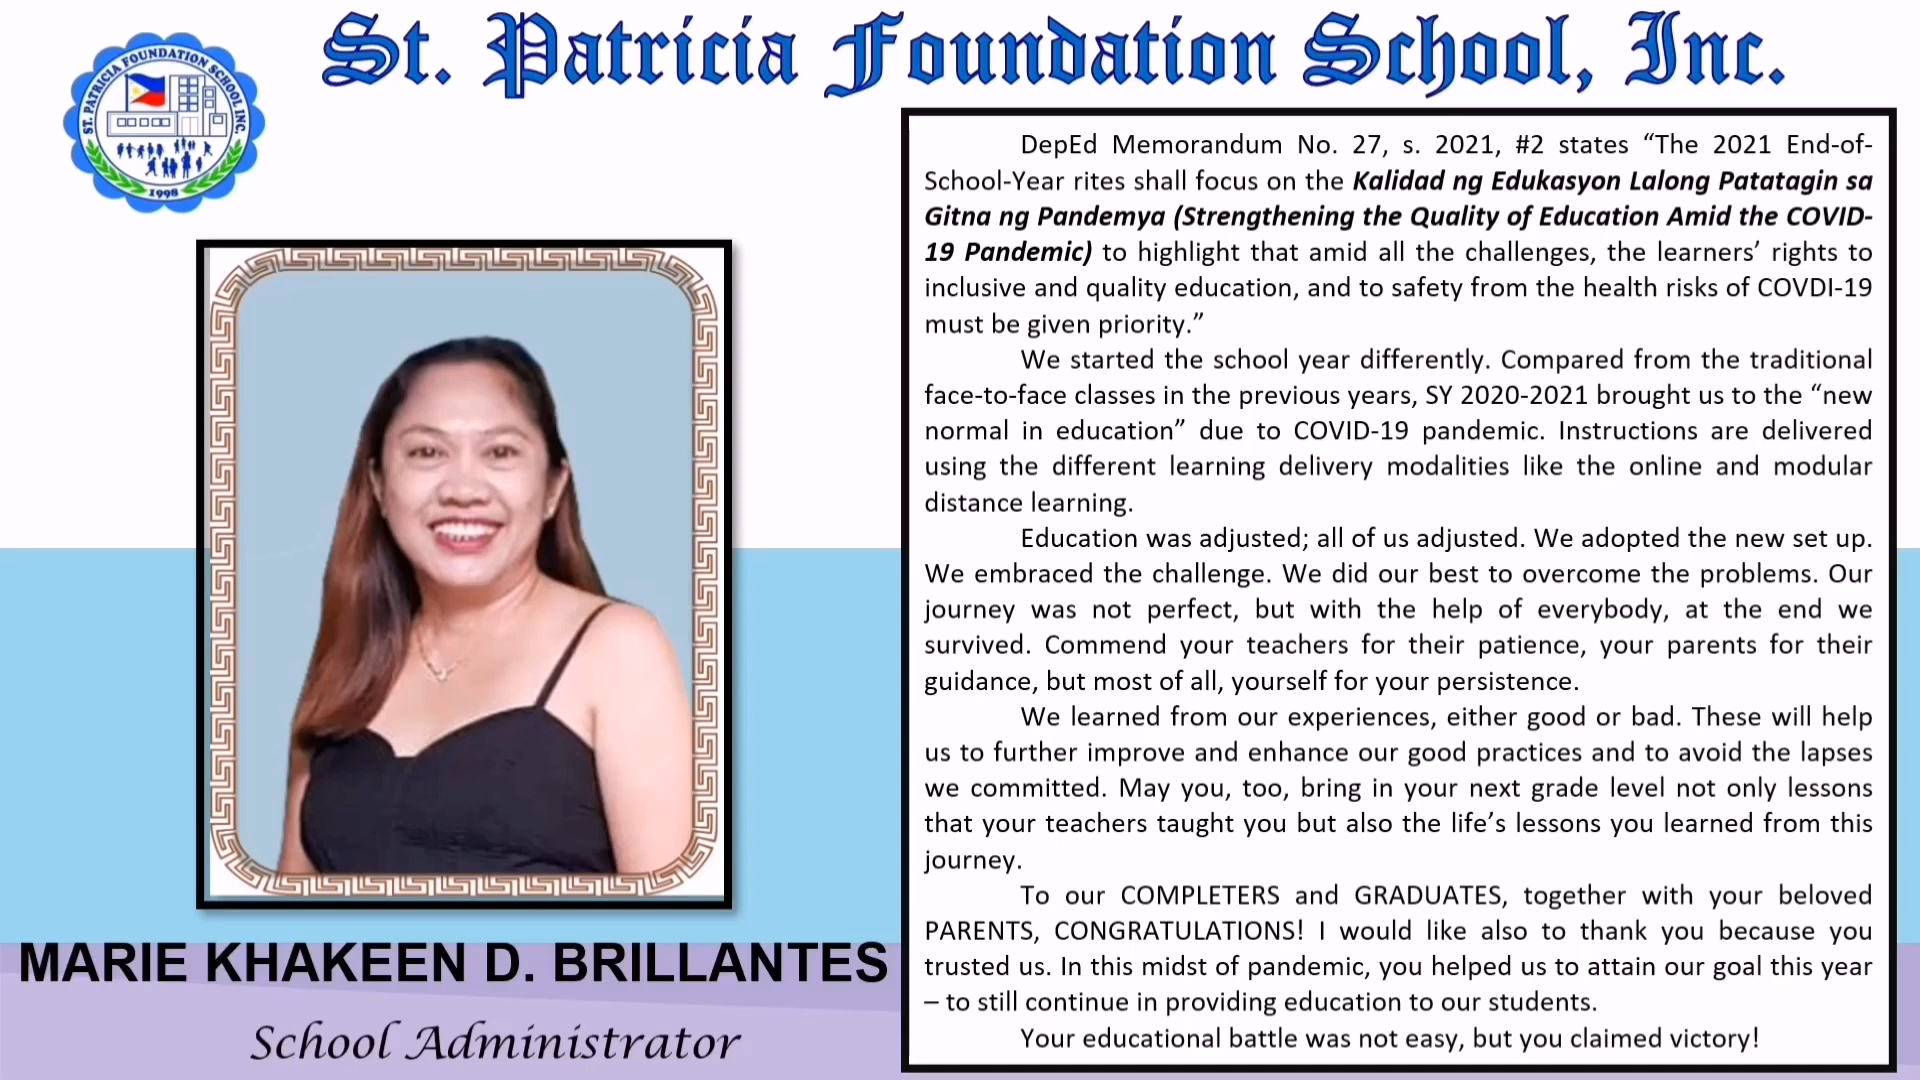 St. Patricia Foundation School, Inc.
ST. PATRICIA FOUNDATION SCHOOL INC.
1998
DepEd Memorandum No. 27, s. 2021, #2 states “The 2021 End-of-
School-Year rites shall focus on the Kalidad ng Edukasyon Lalong Patatagin sa
Gitna ng Pandemya (Strengthening the Quality of Education Amid the COVID-
19 Pandemic) to highlight that amid all the challenges, the learners’ rights to
inclusive and quality education, and to safety from the health risks of COVDI-19
must be given priority.”
We started the school year differently. Compared from the traditional
face-to-face classes in the previous years, SY 2020-2021 brought us to the “new
normal in education” due to COVID-19 pandemic. Instructions are delivered
using the different learning delivery modalities like the online and modular
distance learning.
Education was adjusted; all of us adjusted. We adopted the new set up.
We embraced the challenge. We did our best to overcome the problems. Our
journey was not perfect, but with the help of everybody, at the end we
survived. Commend your teachers for their patience, your parents for their
guidance, but most of all, yourself for your persistence.
We learned from our experiences, either good or bad. These will help
us to further improve and enhance our good practices and to avoid the lapses
we committed. May you, too, bring in your next grade level not only lessons
that your teachers taught you but also the life’s lessons you learned from this
journey.
To our COMPLETERS and GRADUATES, together with your beloved
PARENTS, CONGRATULATIONS! I would like also to thank you because you
trusted us. In this midst of pandemic, you helped us to attain our goal this year
– to still continue in providing education to our students.
Your educational battle was not easy, but you claimed victory!
MARIE KHAKEEN D. BRILLANTES
School Administrator